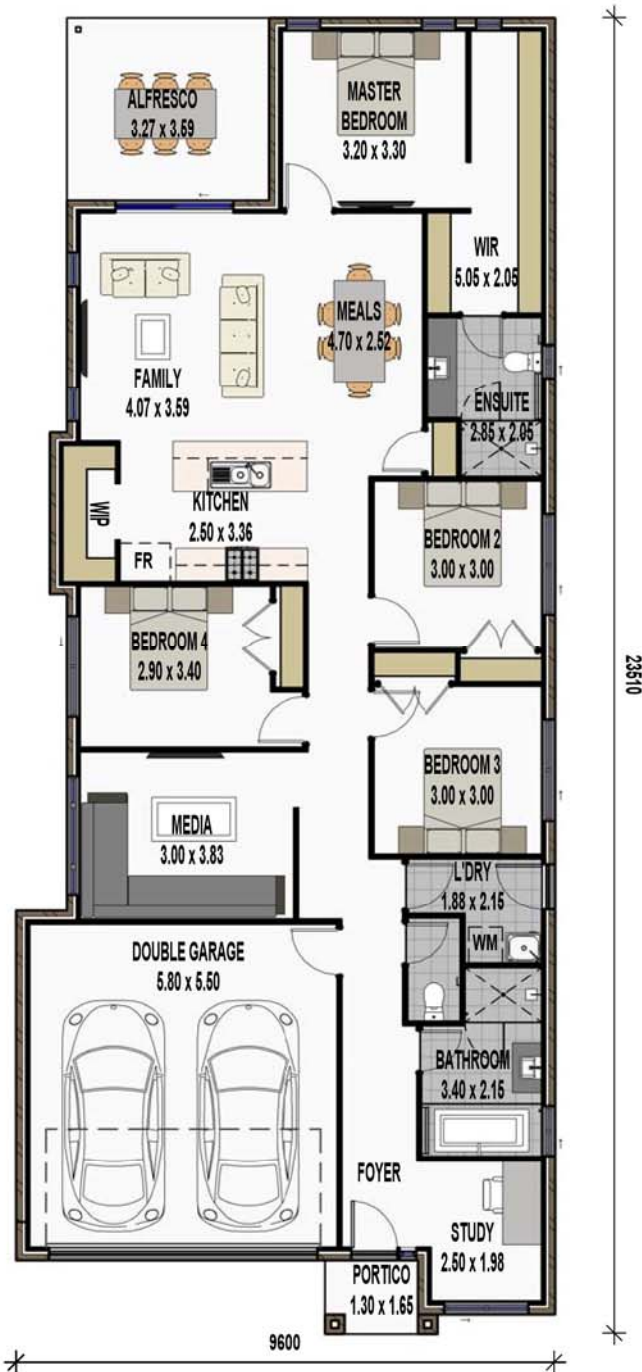 ALFRESCO
3.27 x 3.59
MASTER
BEDROOM
3.20 x 3.30
WIR
5.05 x 2.05
MEALS
4.70 x 2.52
FAMILY
4.07 x 3.59
ENSUITE
2.85 x 2.05
KITCHEN
2.50 x 3.36
WIP
FR
BEDROOM 2
3.00 x 3.00
BEDROOM 4
2.90 x 3.40
23510
BEDROOM 3
3.00 x 3.00
MEDIA
3.00 x 3.83
L'DRY
1.88 x 2.15
WM
DOUBLE GARAGE
5.80 x 5.50
BATHROOM
3.40 x 2.15
FOYER
STUDY
2.50 x 1.98
PORTICO
1.30 x 1.65
9600